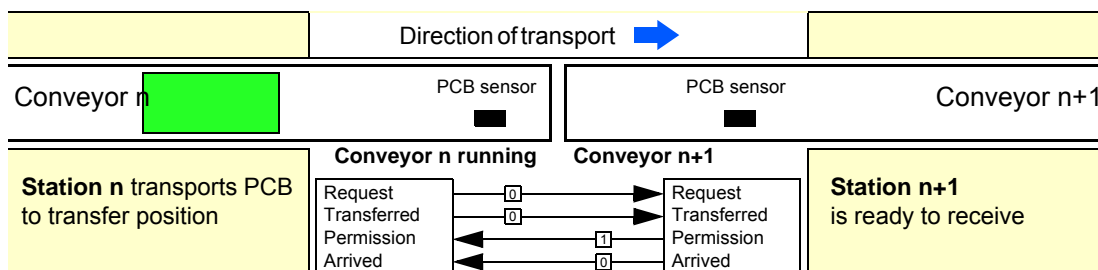 Direction of transport
Conveyor n
PCB sensor
PCB sensor
Conveyor n+1
Conveyor n running
Conveyor n+1
Station n transports PCB
to transfer position
Request
0
Request
Transferred
0
Transferred
Permission
1
Permission
Arrived
0
Arrived
Station n+1
is ready to receive